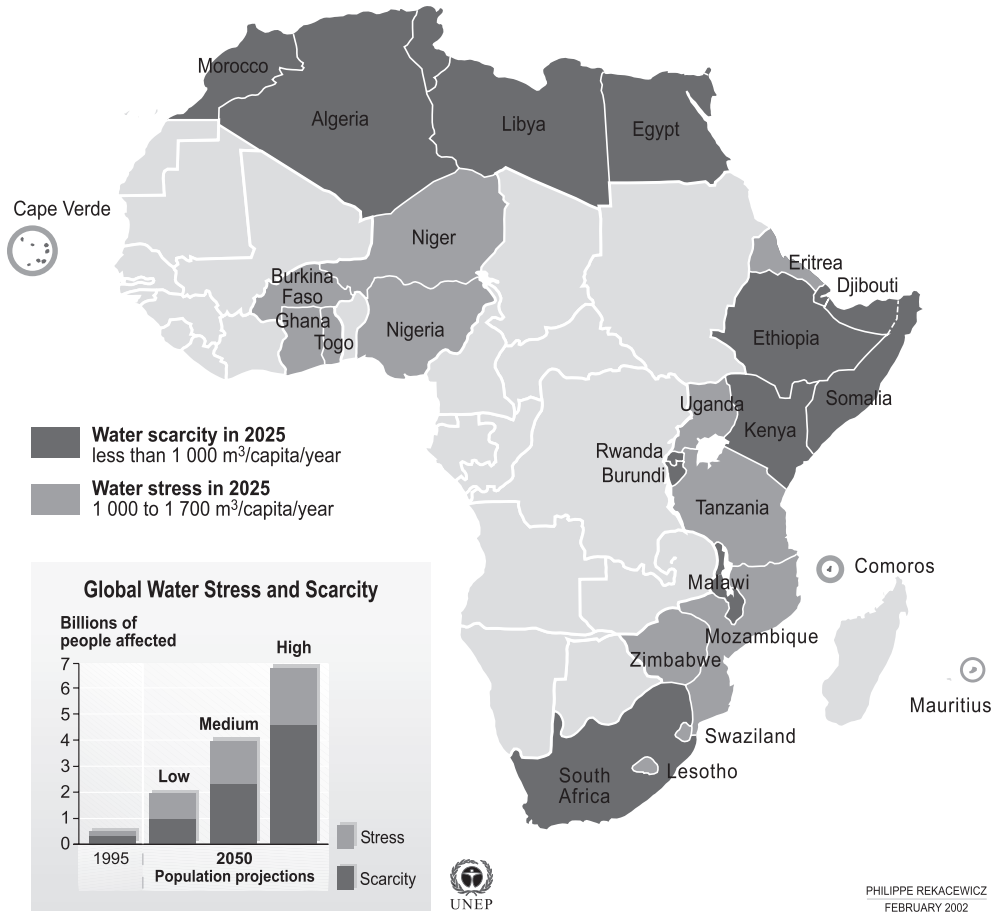 Morocco
Algeria
Libya
Egypt
Cape Verde
Niger
Burkina
Faso
Ghana
Togo
Nigeria
Eritrea
Djibouti
Ethiopia
Somalia
Uganda
Kenya
Rwanda
Burundi
Tanzania
Comoros
Malawi
Mozambique
Zimbabwe
Mauritius
Swaziland
Lesotho
South
Africa
Water scarcity in 2025
less than 1 000 m³/capita/year
Water stress in 2025
1 000 to 1 700 m³/capita/year
Global Water Stress and Scarcity
Billions of
people affected
7
6
5
4
3
2
1
0
Low
Medium
High
1995
2050
Population projections
Stress
Scarcity
UNEP
PHILIPPE REKACEWICZ
FEBRUARY 2002